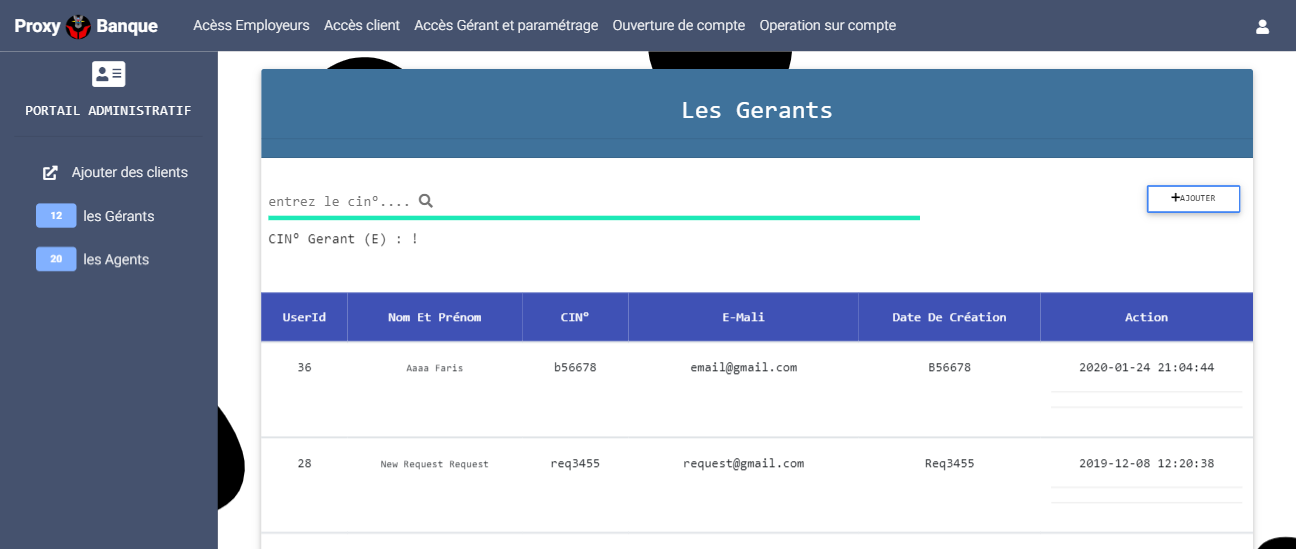 Proxy Banque Acèss Employeurs Accès client Accès Gérant et paramétrage Ouverture de compte Operation sur compte
PORTAIL ADMINISTRATIF
Ajouter des clients
12 les Gérants
20 les Agents
Les Gerants
entrez le cin°....
AJOUTER
CIN° Gerant (E) : !
UserId Nom Et Prénom CIN° E-Mali Date De Création Action
36 Aaaa Faris b56678 email@gmail.com B56678 2020-01-24 21:04:44
28 New Request Request req3455 request@gmail.com Req3455 2019-12-08 12:20:38